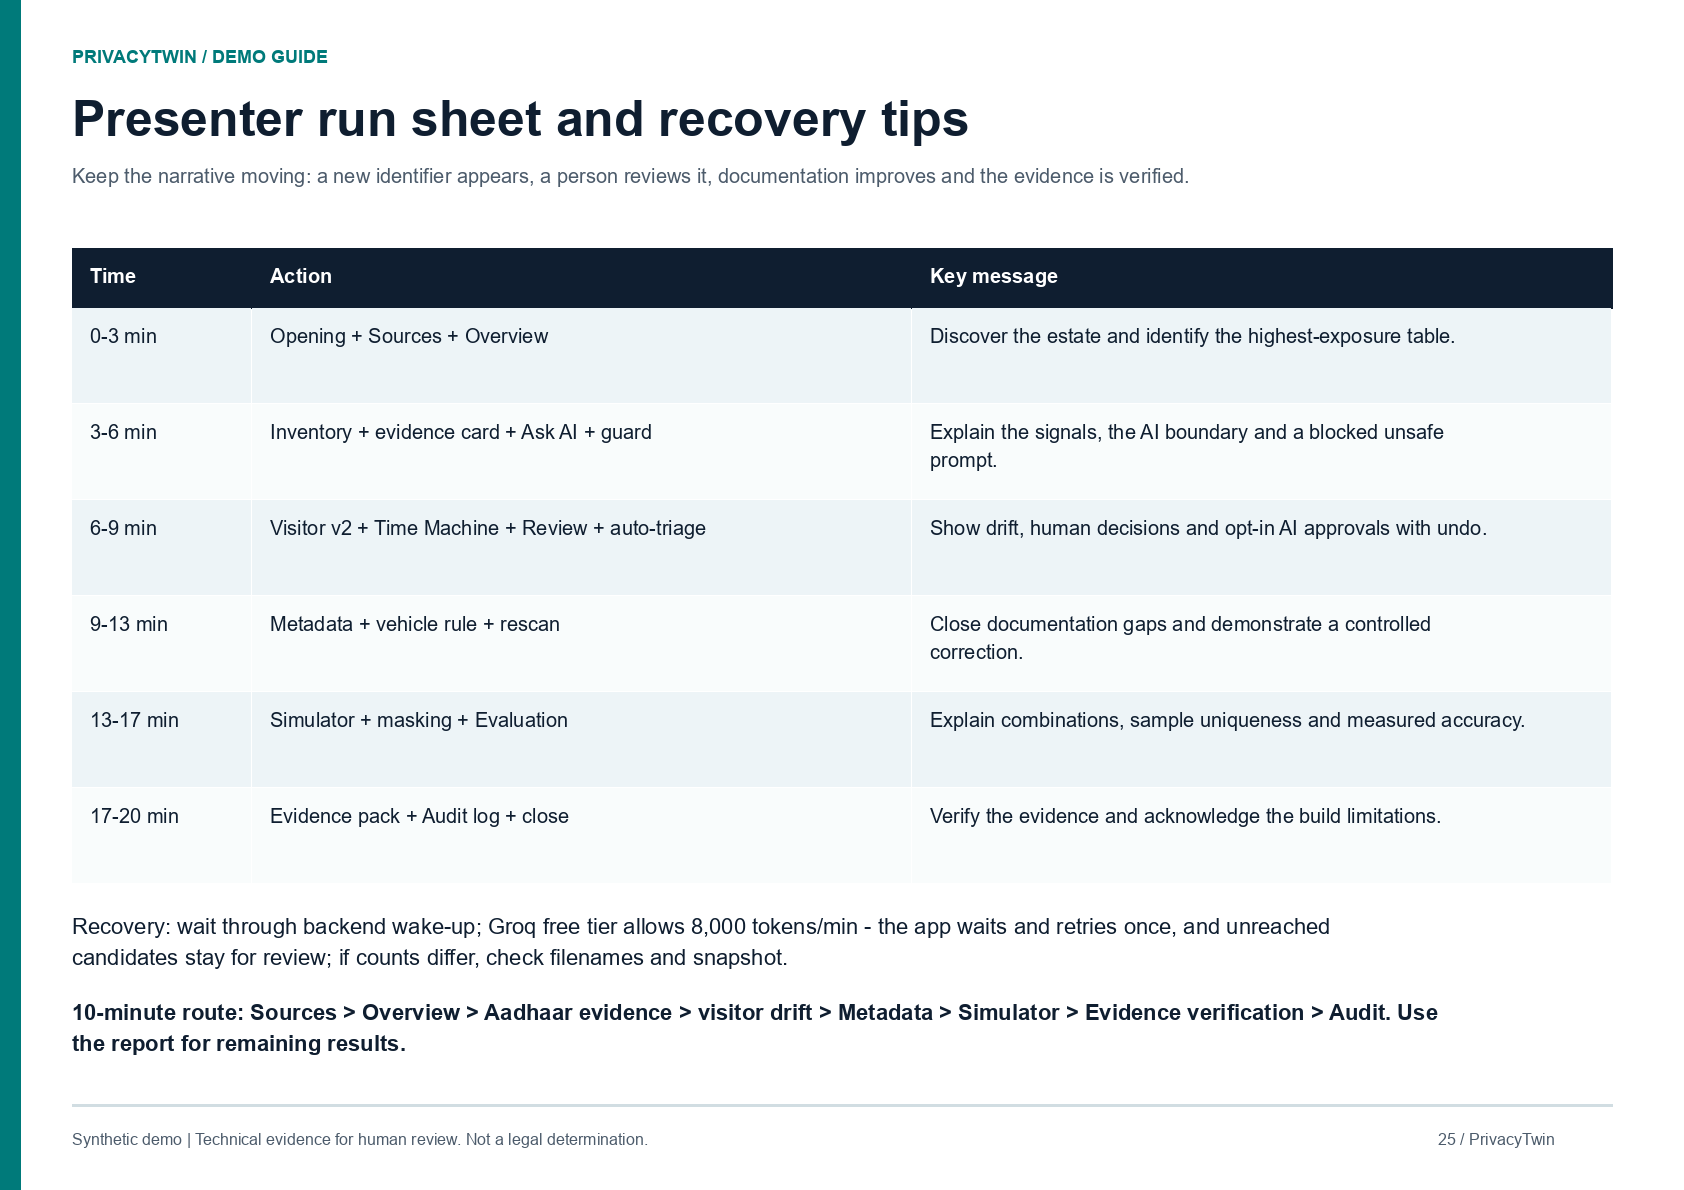 PRIVACYTWIN / DEMO GUIDE
Presenter run sheet and recovery tips
Keep the narrative moving: a new identifier appears, a person reviews it, documentation improves and the evidence is verified.
Time Action Key message
0-3 min Opening + Sources + Overview Discover the estate and identify the highest-exposure table.
3-6 min Inventory + evidence card + Ask AI + guard Explain the signals, the AI boundary and a blocked unsafe
prompt.
6-9 min Visitor v2 + Time Machine + Review + auto-triage Show drift, human decisions and opt-in AI approvals with undo.
9-13 min Metadata + vehicle rule + rescan Close documentation gaps and demonstrate a controlled
correction.
13-17 min Simulator + masking + Evaluation Explain combinations, sample uniqueness and measured accuracy.
17-20 min Evidence pack + Audit log + close Verify the evidence and acknowledge the build limitations.
Recovery: wait through backend wake-up; Groq free tier allows 8,000 tokens/min - the app waits and retries once, and unreached
candidates stay for review; if counts differ, check filenames and snapshot.
10-minute route: Sources > Overview > Aadhaar evidence > visitor drift > Metadata > Simulator > Evidence verification > Audit. Use
the report for remaining results.
Synthetic demo | Technical evidence for human review. Not a legal determination. 25 / PrivacyTwin